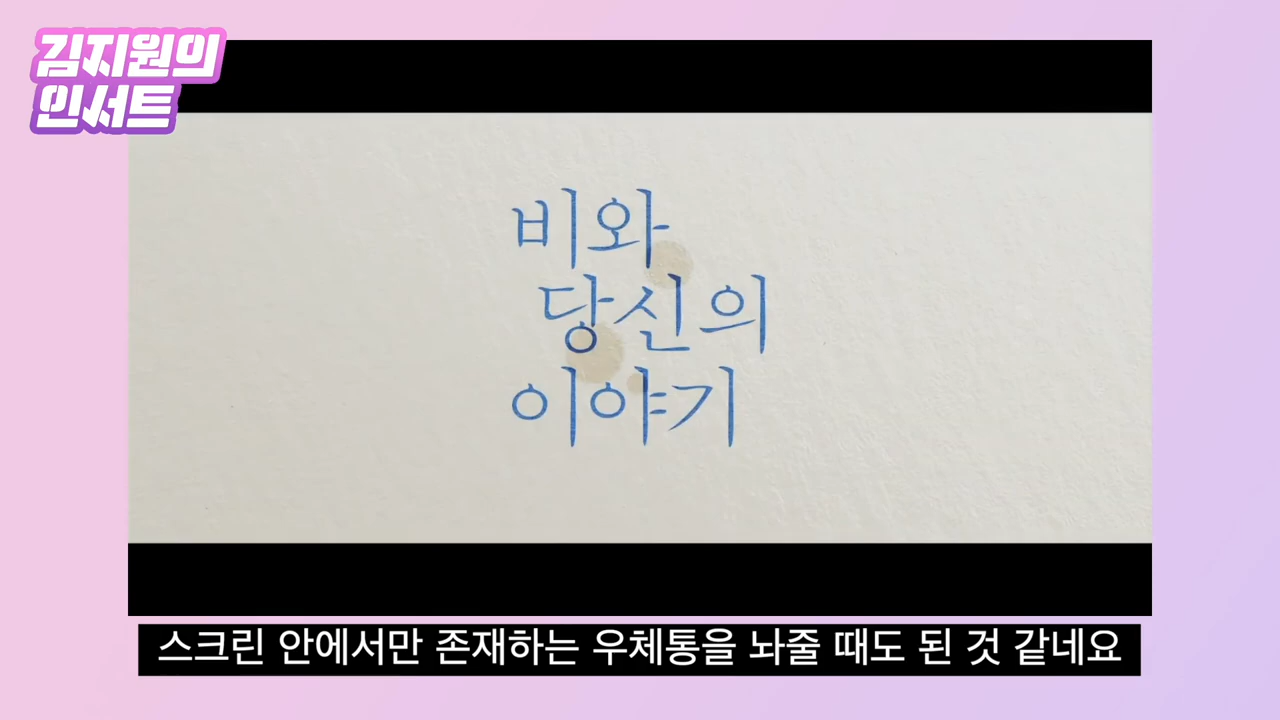 김지원의
인서트
비와
당신의
이야기
스크린 안에서만 존재하는 우체통을 놔줄 때도 된 것 같네요